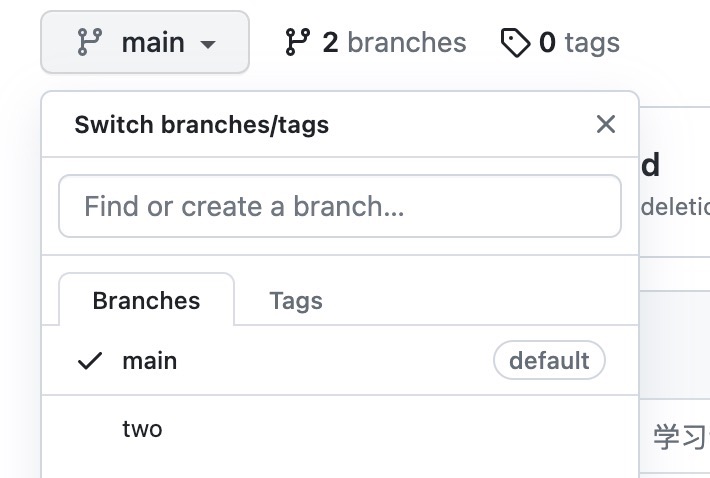 main 2 branches 0 tags
Switch branches/tags
Find or create a branch...
Branches Tags
main default
two
学习